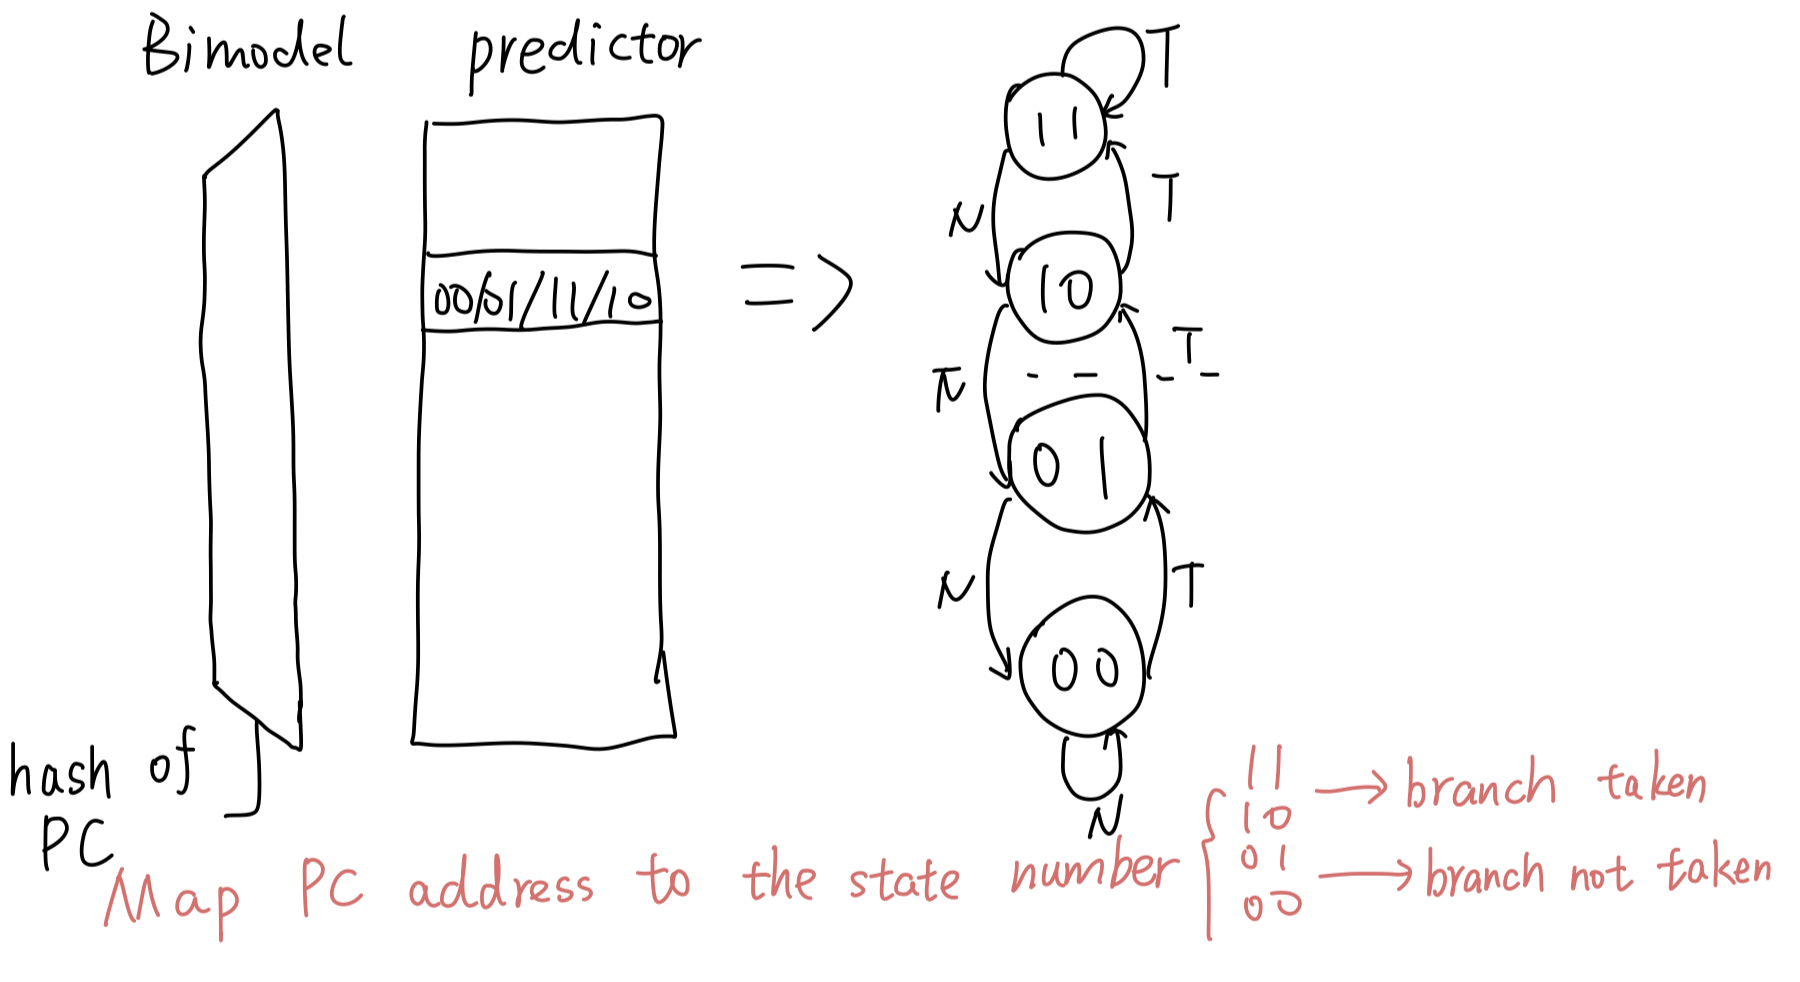 Bimodel predictor
00/01/11/10
=>
hash of
PC
T
11
N
T
10
N
T
01
N
T
00
N
Map PC address to the state number
11
10
→ branch taken
01
00
→ branch not taken